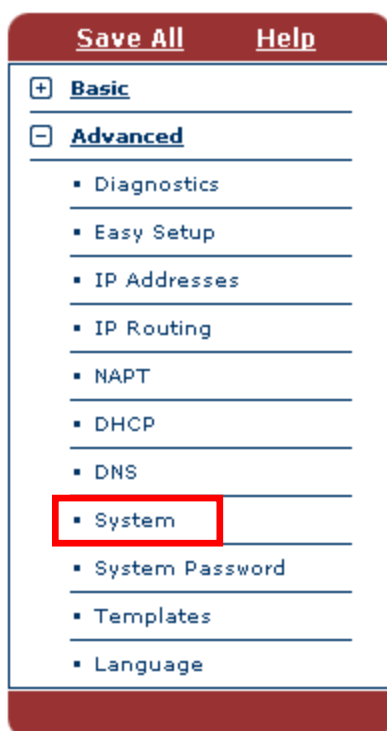 Save All Help
Basic
Advanced
Diagnostics
Easy Setup
IP Addresses
IP Routing
NAPT
DHCP
DNS
System
System Password
Templates
Language